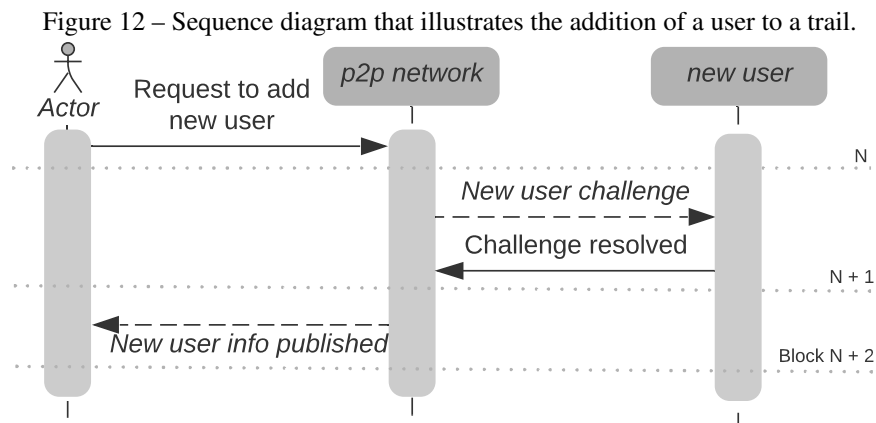 Figure 12 – Sequence diagram that illustrates the addition of a user to a trail.
Actor
p2p network
new user
Request to add
new user
N
New user challenge
Challenge resolved
N + 1
New user info published
Block N + 2